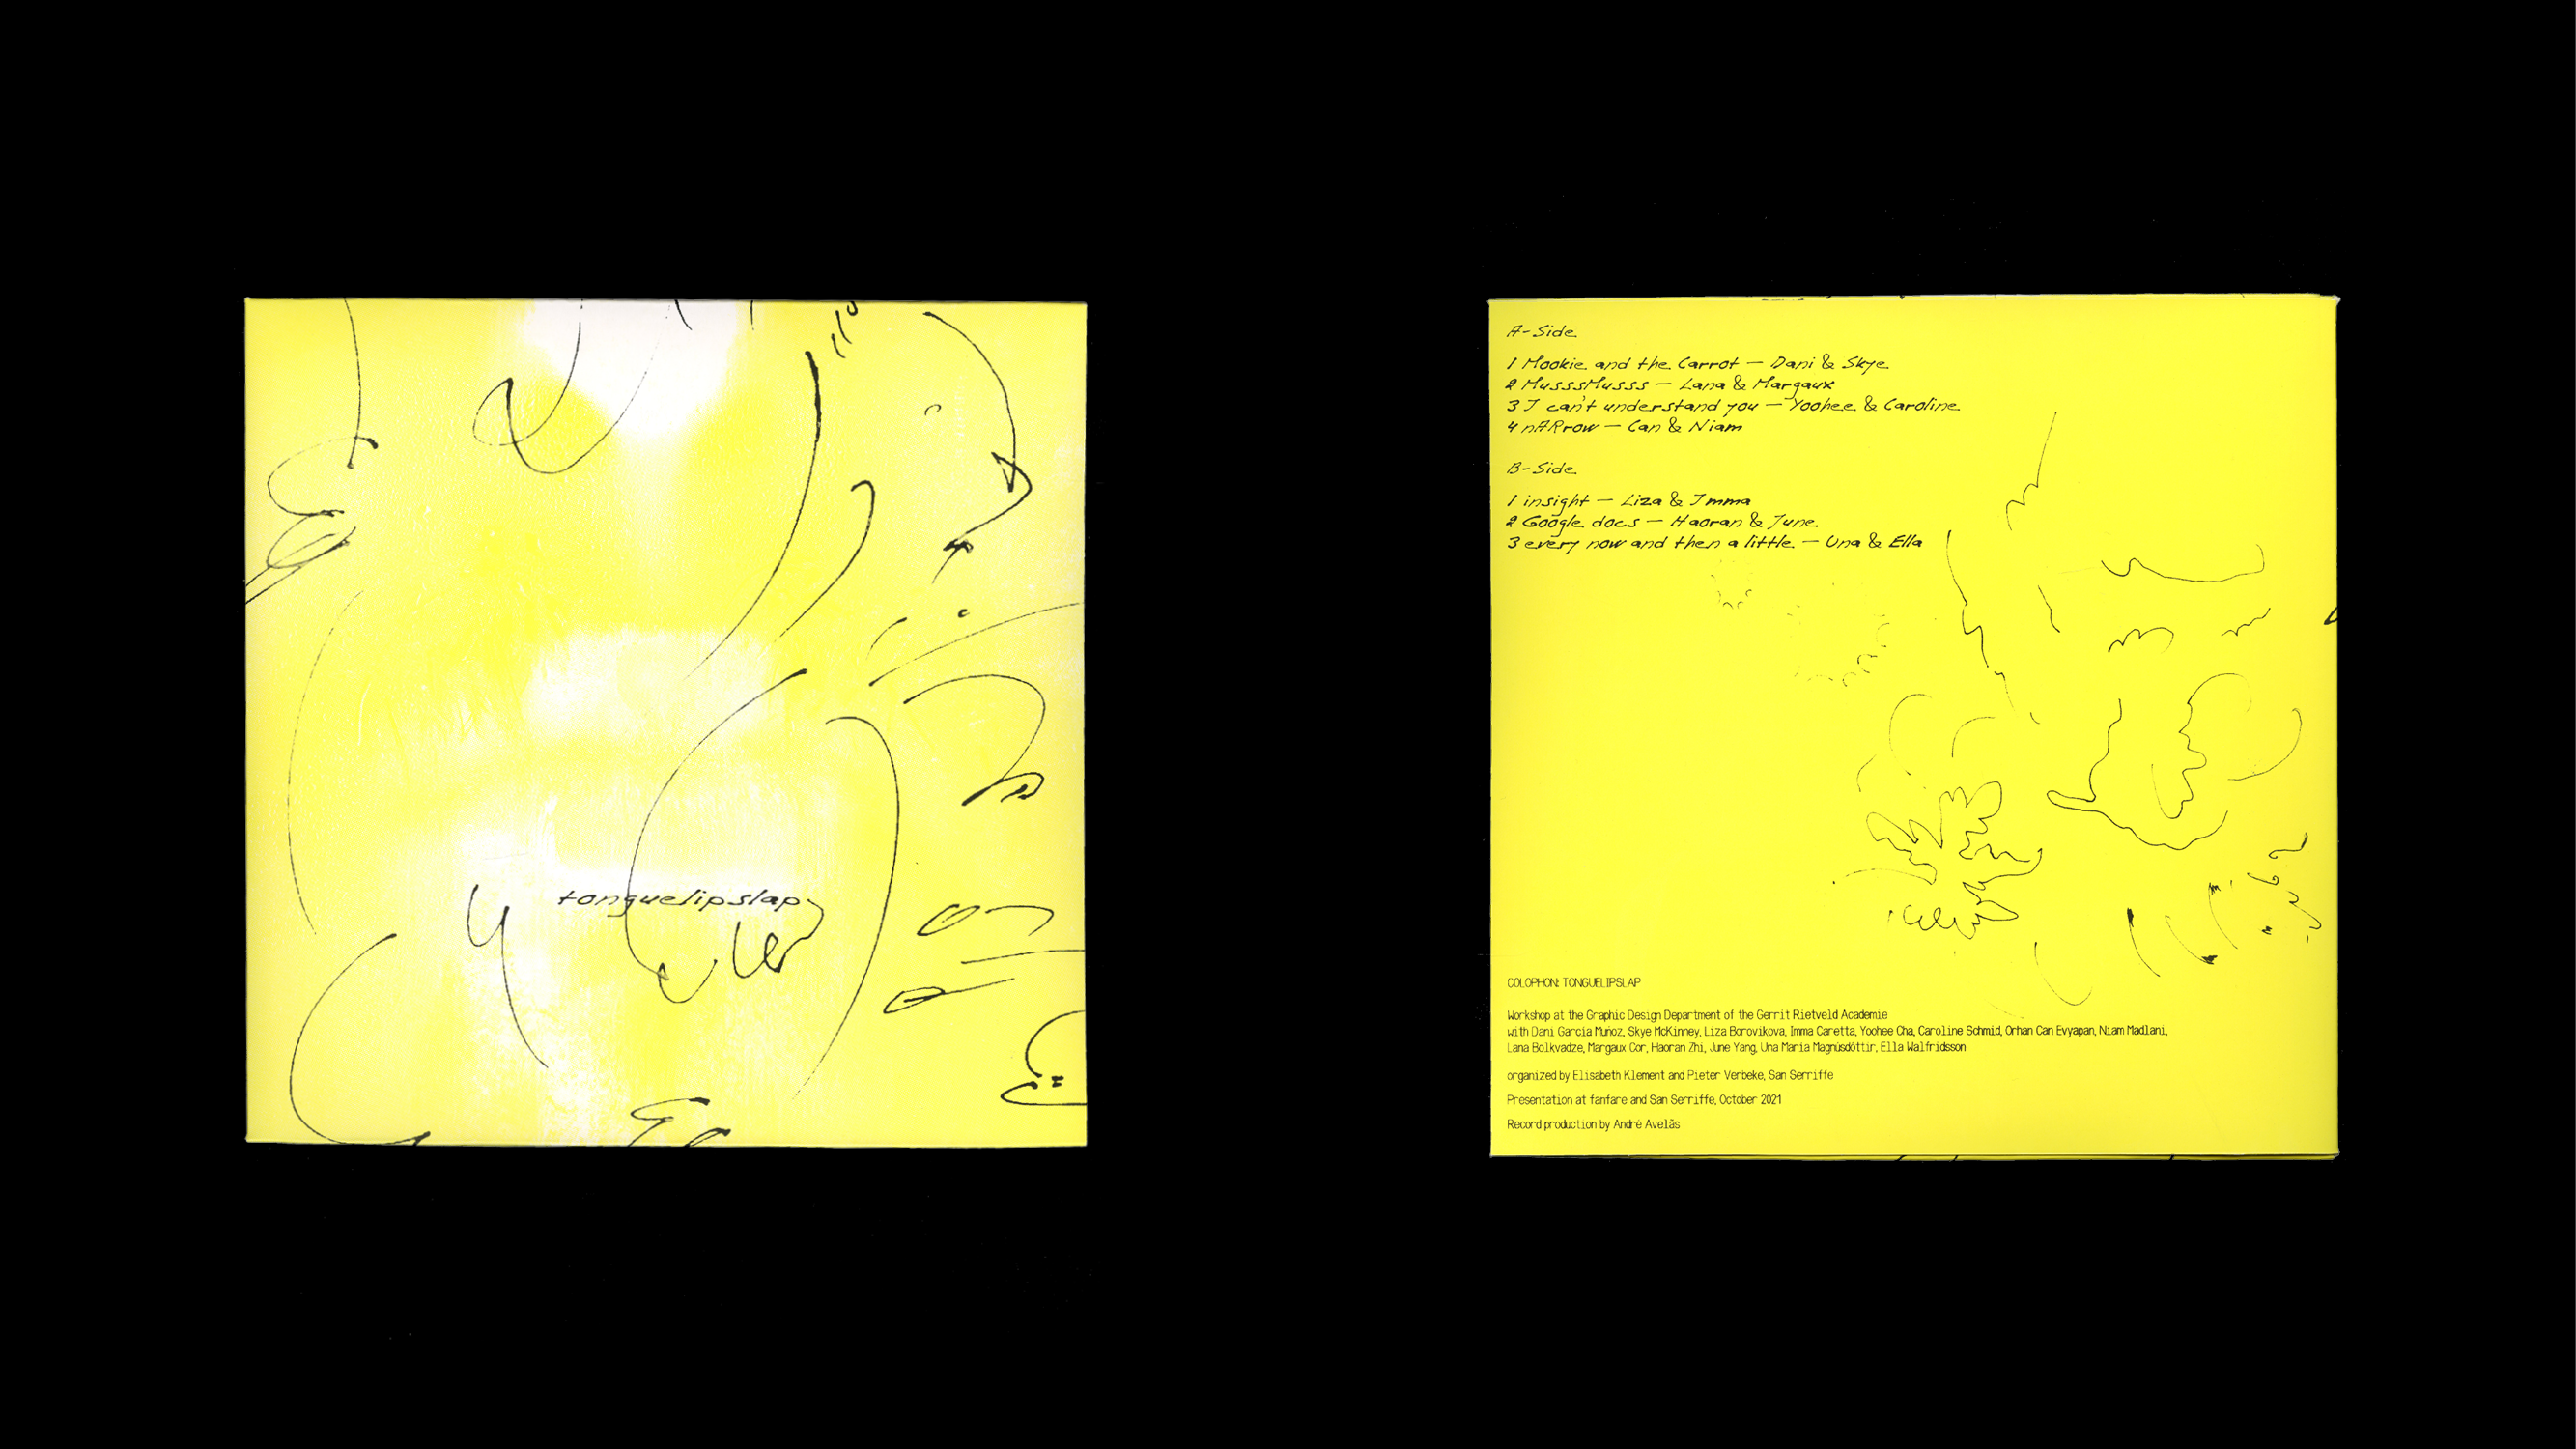 tonguelipslap
A-Side
1 Mookie and the Carrot — Dani & Skye
2 MusssMusss — Lana & Margaux
3 I can't understand you — Yoohee & Caroline
4 nARrow — Can & Niam
B-Side
1 insight — Liza & Imma
2 Google docs — Haoran & June
3 every now and then a little — Una & Ella
COLOPHON: TONGUELIPSLAP
Workshop at the Graphic Design Department of the Gerrit Rietveld Academie
with Dani Garcia Muñoz, Skye McKinney, Liza Borovikova, Imma Caretta, Yoohee Cha, Caroline Schmid, Orhan Can Evyapan, Niam Madlani,
Lana Bolkvadze, Margaux Cor, Haoran Zhi, June Yang, Una María Magnúsdóttir, Ella Walfridsson
organized by Elisabeth Klement and Pieter Verbeke, San Serriffe
Presentation at fanfare and San Serriffe, October 2021
Record production by André Avelãs